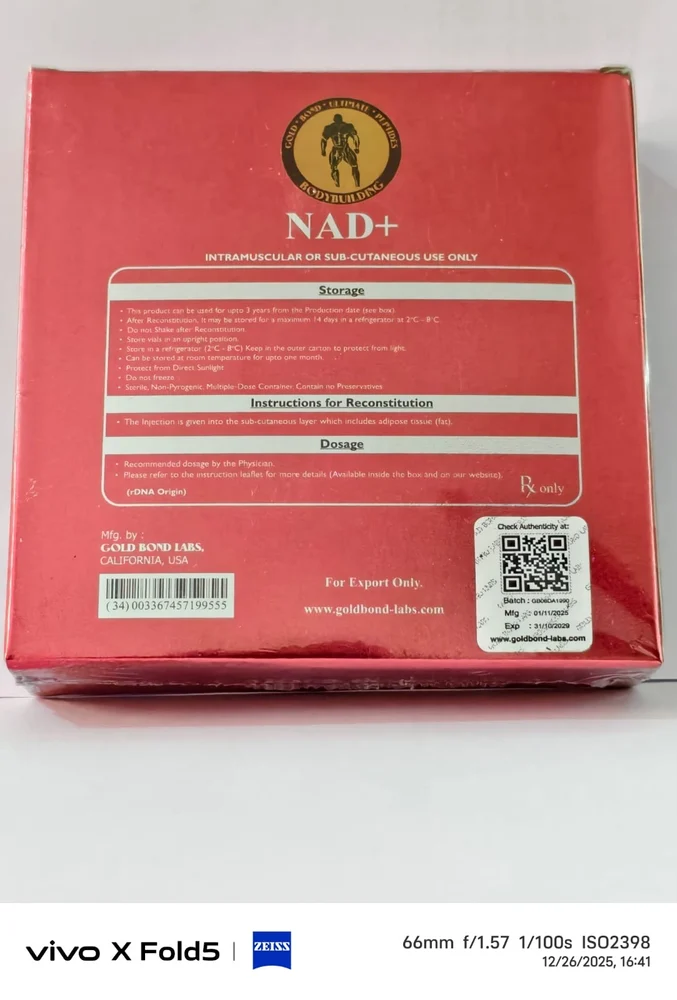 GOLD • BOND • ULTIMATE • PEPTIDES
BODYBUILDING
NAD+
INTRAMUSCULAR OR SUB-CUTANEOUS USE ONLY
Storage
• This product can be used for upto 3 years from the Production date (see box)
• After Reconstitution, It may be stored for a maximum 14 days in a refrigerator at 2°C - 8°C
• Do not Shake after Reconstitution.
• Store vials in an upright position.
• Store in a refrigerator (2°C - 8°C) Keep in the outer carton to protect from light.
• Can be stored at room temperature for upto one month.
• Protect from Direct Sunlight
• Do not freeze
• Sterile, Non-Pyrogenic, Multiple-Dose Container, Contain no Preservatives
Instructions for Reconstitution
• The Injection is given into the sub-cutaneous layer which includes adipose tissue (fat).
Dosage
• Recommended dosage by the Physician.
• Please refer to the instruction leaflet for more details (Available inside the box and on our website).
(rDNA Origin)
Rx only
Mfg. by :
GOLD BOND LABS,
CALIFORNIA, USA
(34) 003367457199555
For Export Only.
www.goldbond-labs.com
Check Authenticity at:
Batch :
Mfg : 01/11/2025
Exp : 31/10/2029
www.goldbond-labs.com
vivo X Fold5 | ZEISS
66mm f/1.57 1/100s ISO2398
12/26/2025, 16:41